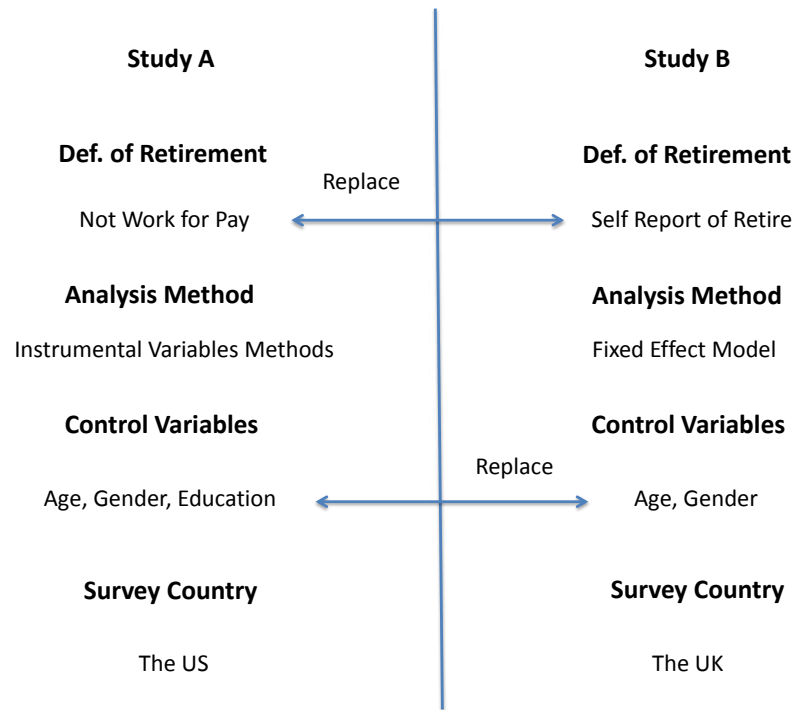 Study A
Study B
Def. of Retirement
Def. of Retirement
Replace
Not Work for Pay
Self Report of Retire
Analysis Method
Analysis Method
Instrumental Variables Methods
Fixed Effect Model
Control Variables
Control Variables
Replace
Age, Gender, Education
Age, Gender
Survey Country
Survey Country
The US
The UK